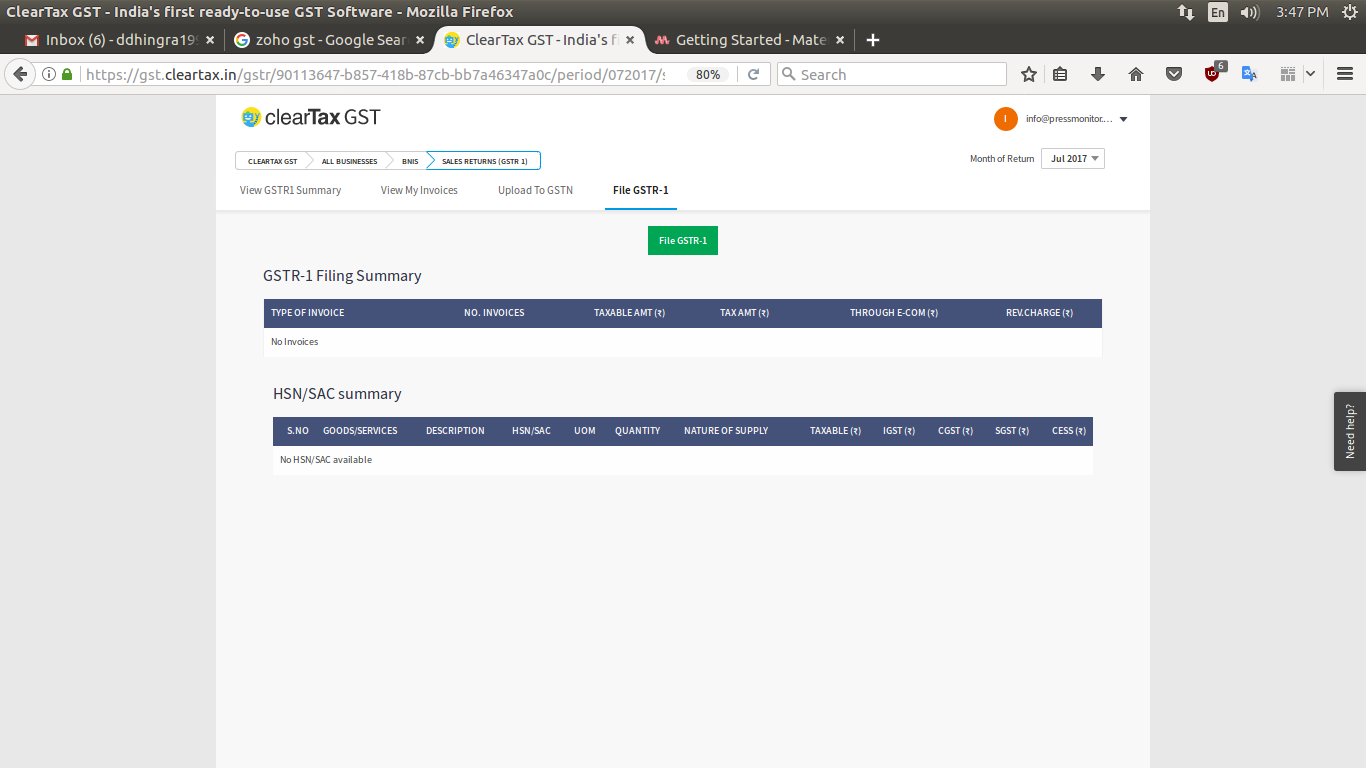 ClearTax GST - India's first ready-to-use GST Software - Mozilla Firefox
En 3:47 PM
Inbox (6) - ddhingra199 × zoho gst - Google Sear × ClearTax GST - India's f × Getting Started - Mate × +
https://gst.cleartax.in/gstr/90113647-b857-418b-87cb-bb7a46347a0c/period/072017/s 80% Search 6
clearTax GST
I info@pressmonitor....
CLEARTAX GST ALL BUSINESSES BNIS SALES RETURNS (GSTR 1)
Month of Return Jul 2017
View GSTR1 Summary View My Invoices Upload To GSTN File GSTR-1
File GSTR-1
GSTR-1 Filing Summary
TYPE OF INVOICE NO. INVOICES TAXABLE AMT (₹) TAX AMT (₹) THROUGH E-COM (₹) REV.CHARGE (₹)
No Invoices
HSN/SAC summary
S.NO GOODS/SERVICES DESCRIPTION HSN/SAC UOM QUANTITY NATURE OF SUPPLY TAXABLE (₹) IGST (₹) CGST (₹) SGST (₹) CESS (₹)
No HSN/SAC available
Need help?